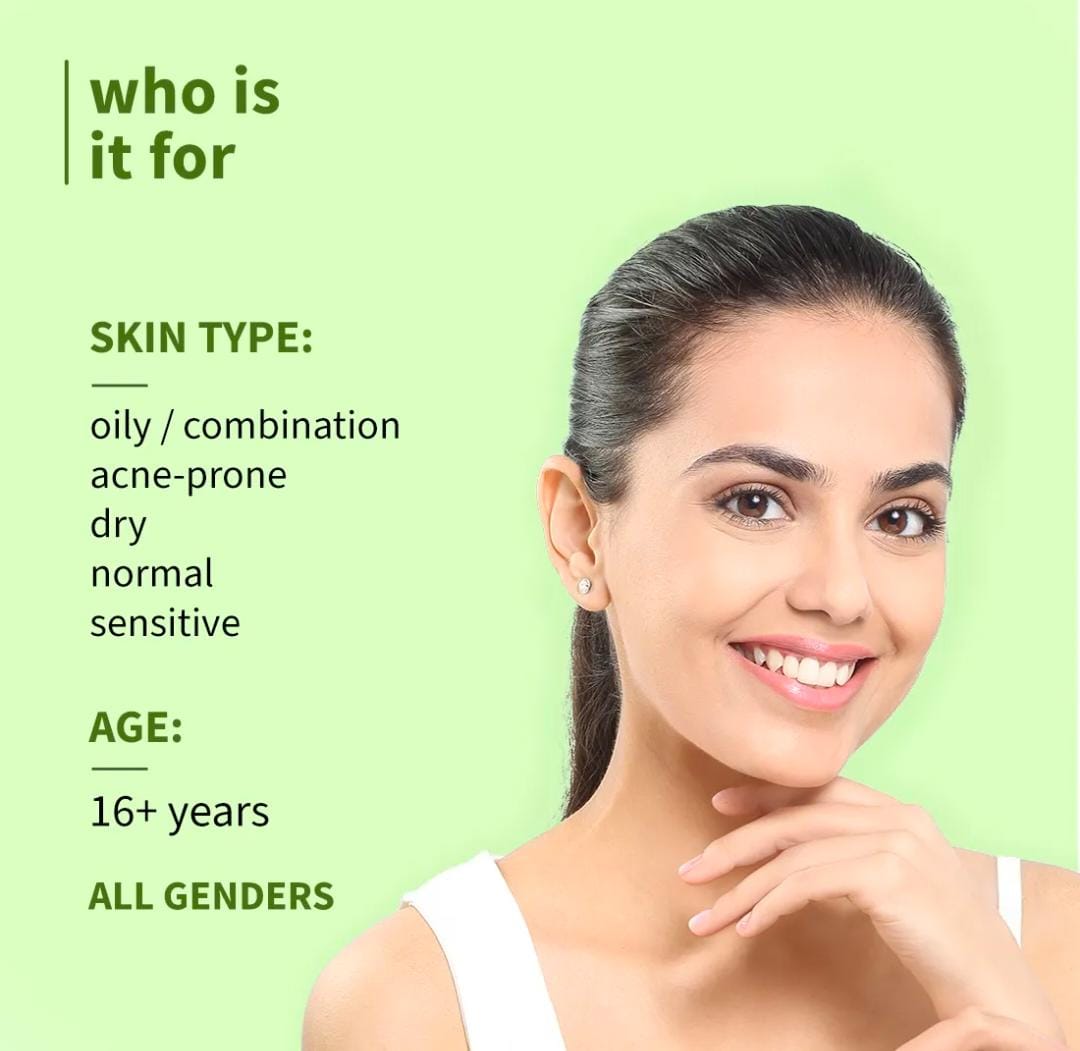 who is
it for
SKIN TYPE:
oily / combination
acne-prone
dry
normal
sensitive
AGE:
16+ years
ALL GENDERS